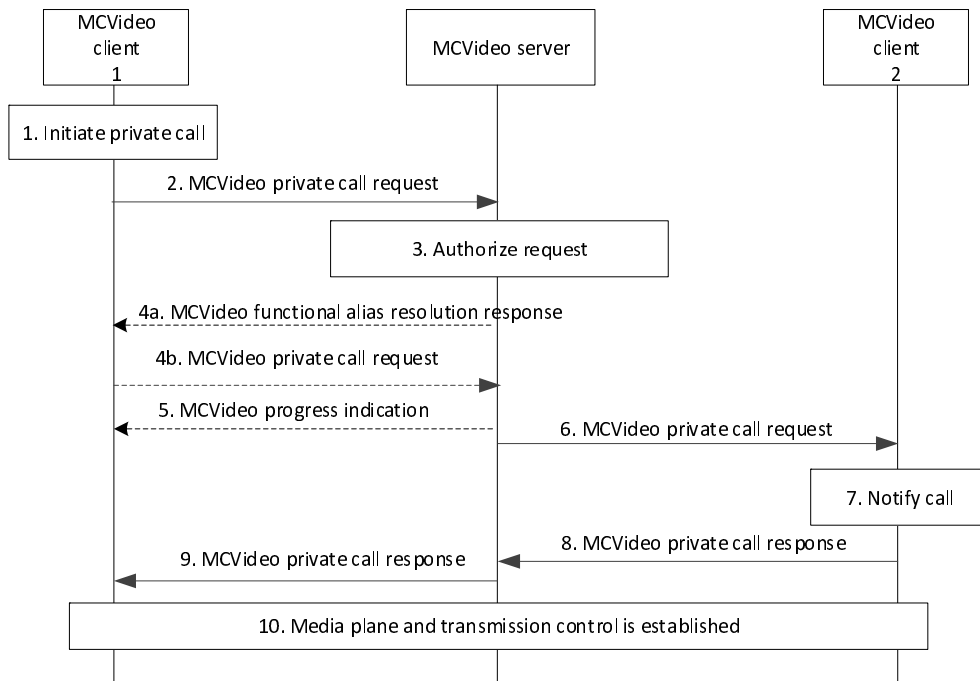 MCVideo
client
1
MCVideo server
MCVideo
client
2
1. Initiate private call
2. MCVideo private call request
3. Authorize request
4a. MCVideo functional alias resolution response
4b. MCVideo private call request
5. MCVideo progress indication
6. MCVideo private call request
7. Notify call
8. MCVideo private call response
9. MCVideo private call response
10. Media plane and transmission control is established